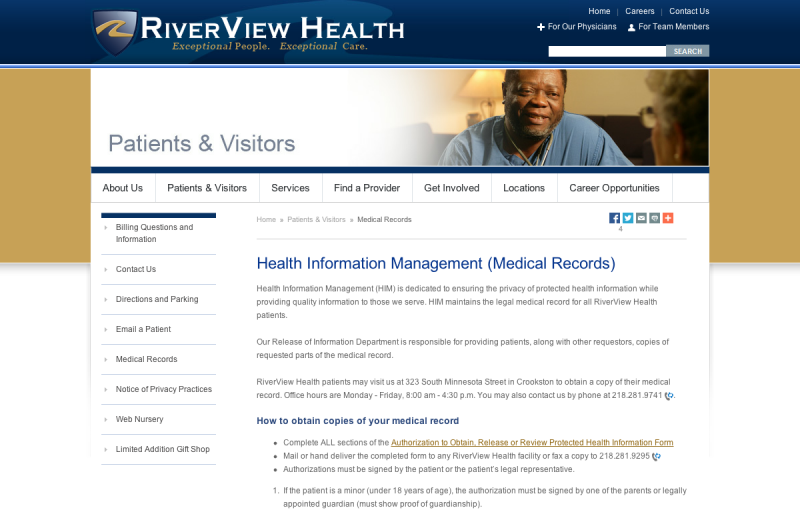 RIVERVIEW HEALTH
Exceptional People. Exceptional Care.
Home | Careers | Contact Us
For Our Physicians For Team Members
SEARCH
Patients & Visitors
About Us Patients & Visitors Services Find a Provider Get Involved Locations Career Opportunities
Billing Questions and
Information
Contact Us
Directions and Parking
Email a Patient
Medical Records
Notice of Privacy Practices
Web Nursery
Limited Addition Gift Shop
Home » Patients & Visitors » Medical Records
4
Health Information Management (Medical Records)
Health Information Management (HIM) is dedicated to ensuring the privacy of protected health information while
providing quality information to those we serve. HIM maintains the legal medical record for all RiverView Health
patients.
Our Release of Information Department is responsible for providing patients, along with other requestors, copies of
requested parts of the medical record.
RiverView Health patients may visit us at 323 South Minnesota Street in Crookston to obtain a copy of their medical
record. Office hours are Monday - Friday, 8:00 am - 4:30 p.m. You may also contact us by phone at 218.281.9741.
How to obtain copies of your medical record
• Complete ALL sections of the Authorization to Obtain, Release or Review Protected Health Information Form
• Mail or hand deliver the completed form to any RiverView Health facility or fax a copy to 218.281.9295
• Authorizations must be signed by the patient or the patient's legal representative.
1. If the patient is a minor (under 18 years of age), the authorization must be signed by one of the parents or legally
appointed guardian (must show proof of guardianship).